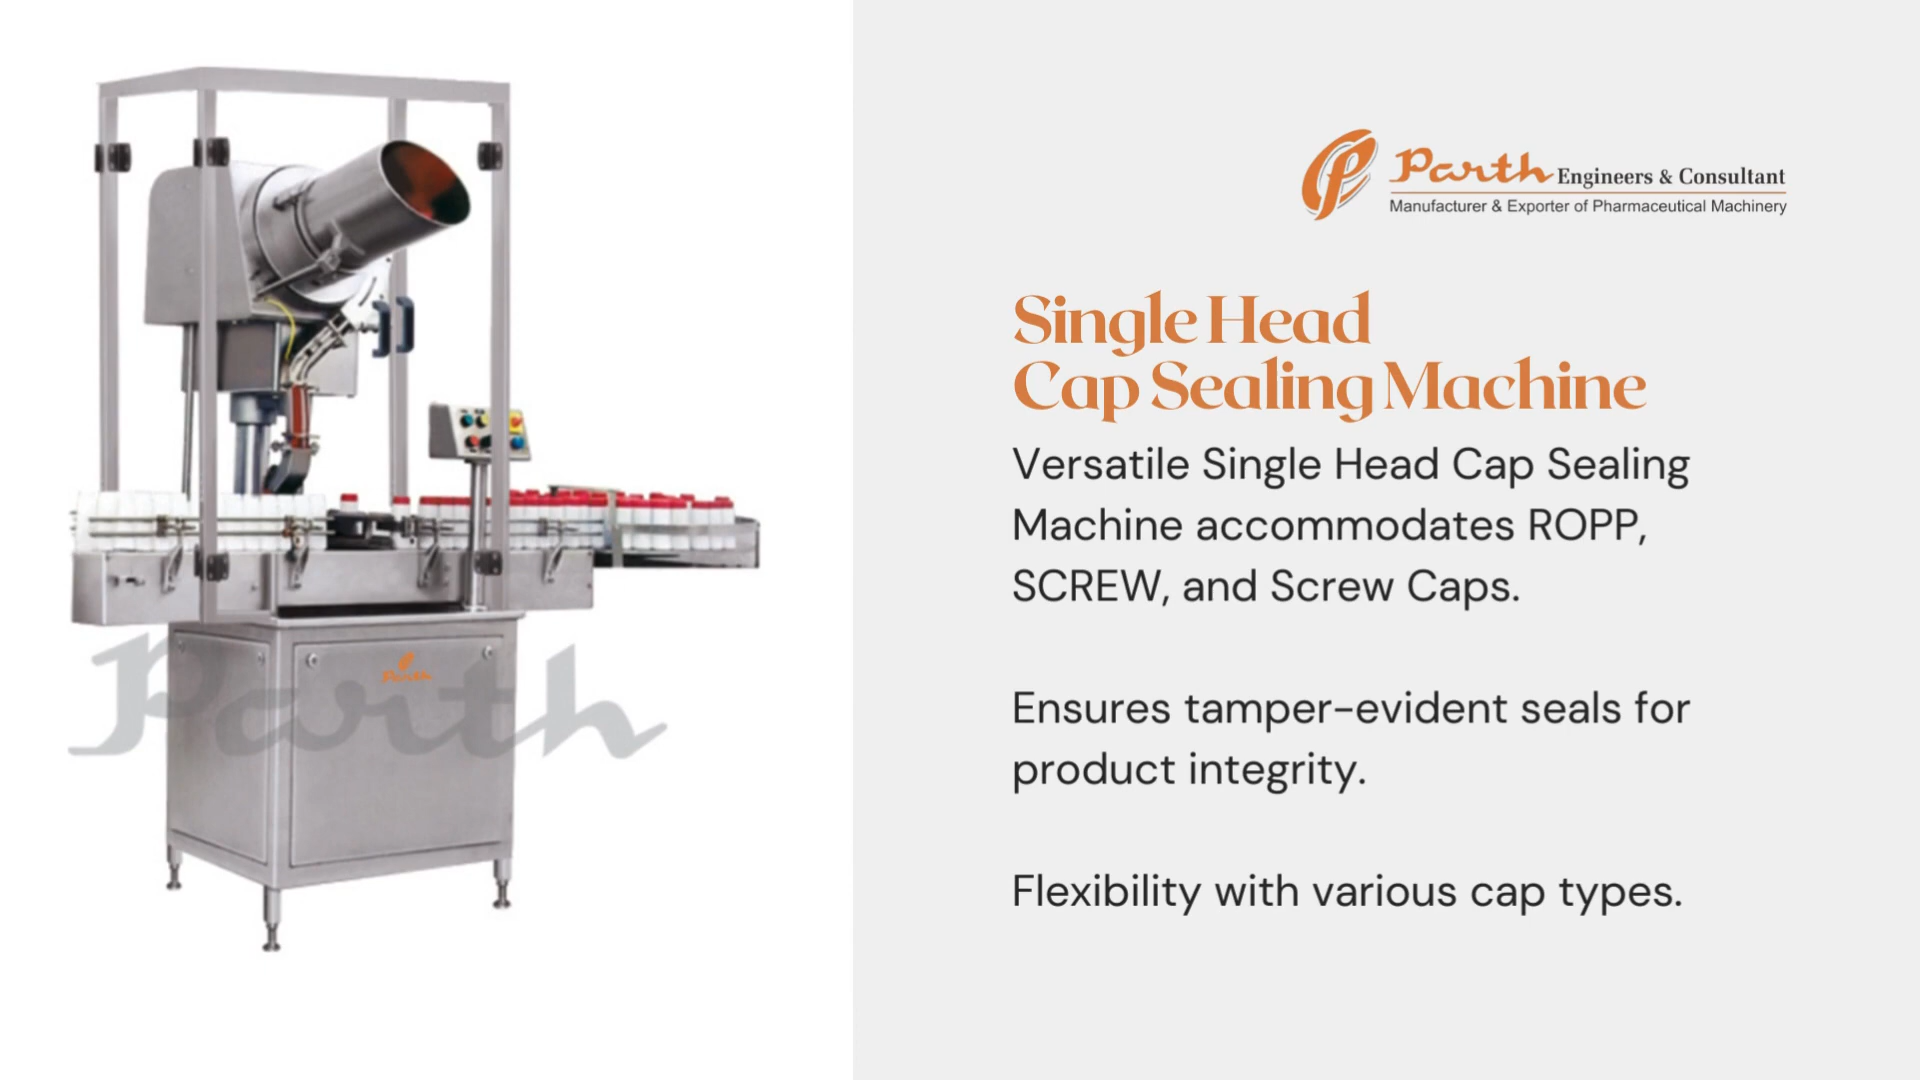 Parth Engineers & Consultant
Manufacturer & Exporter of Pharmaceutical Machinery
Single Head
Cap Sealing Machine
Versatile Single Head Cap Sealing
Machine accommodates ROPP,
SCREW, and Screw Caps.
Ensures tamper-evident seals for
product integrity.
Flexibility with various cap types.
Parth
Parth